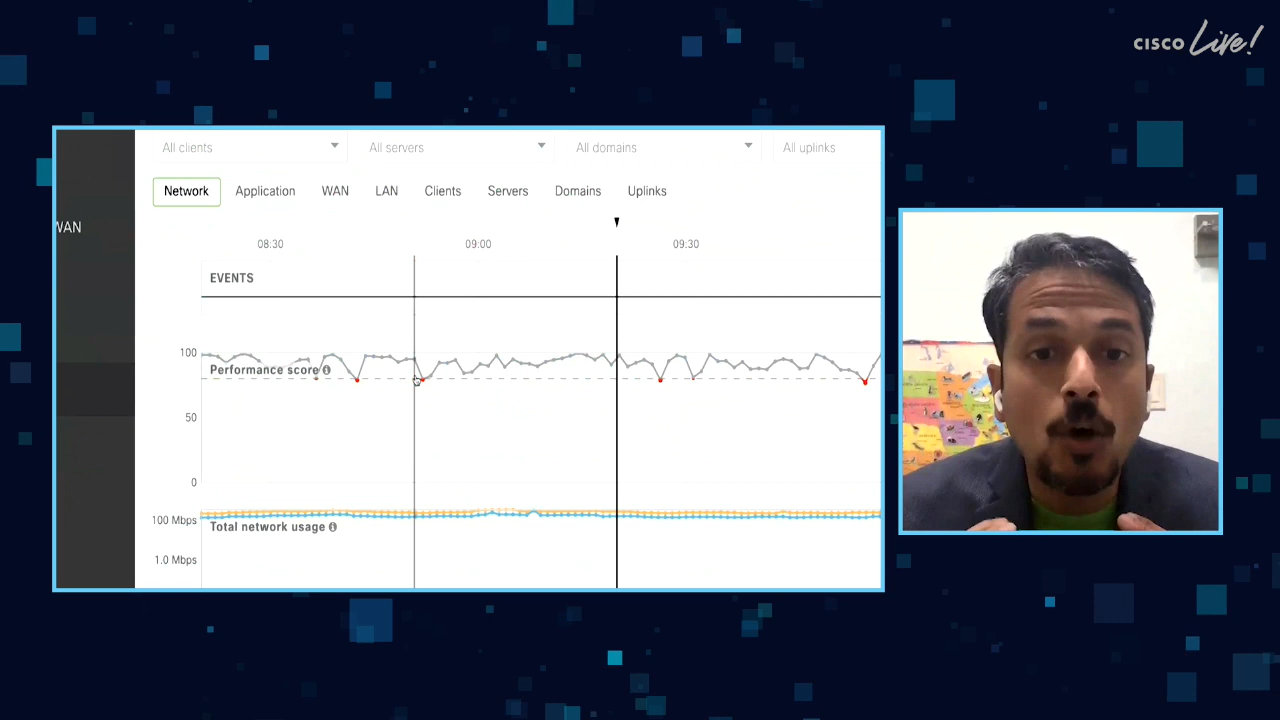 CISCO Live!
All clients
All servers
All domains
All uplinks
Network
Application
WAN
LAN
Clients
Servers
Domains
Uplinks
WAN
08:30
09:00
09:30
EVENTS
100
Performance score
50
0
100 Mbps
Total network usage
1.0 Mbps